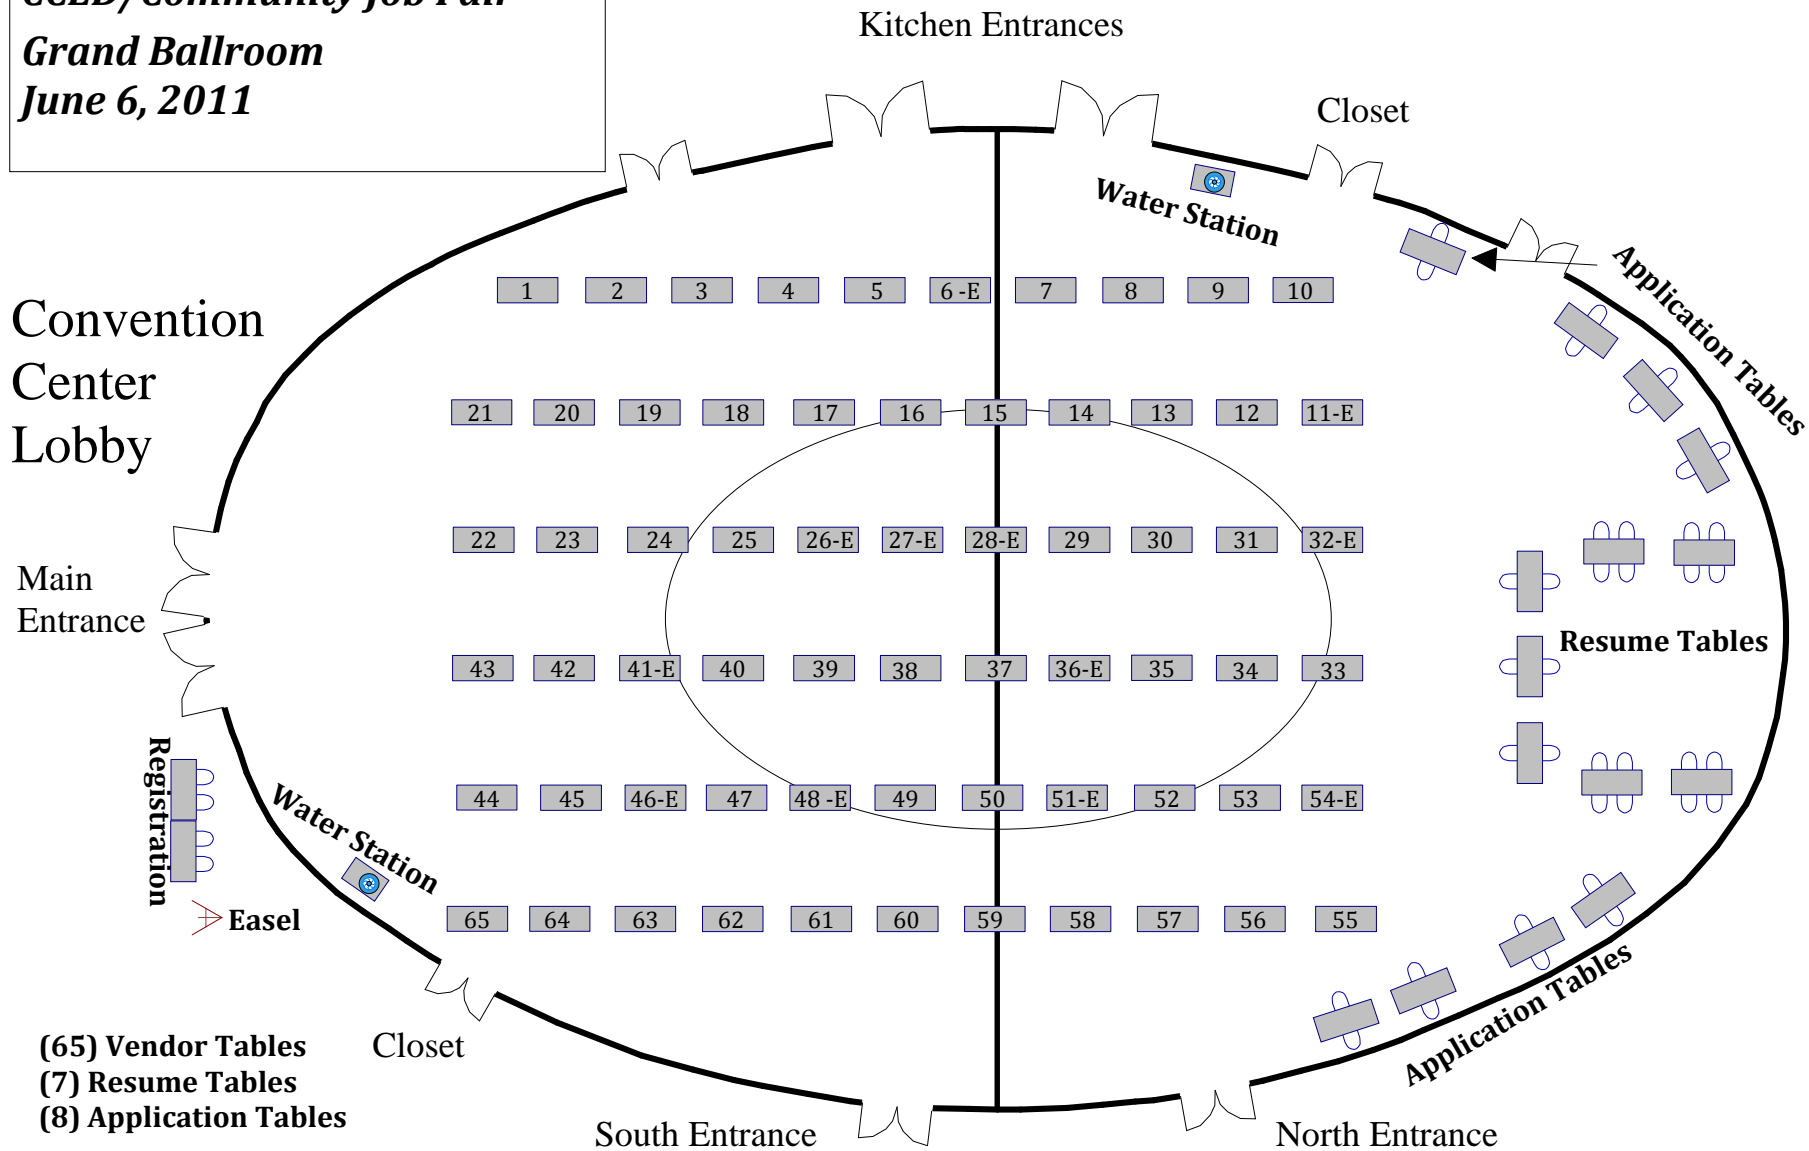 CCED/Community Job Fair
Grand Ballroom
June 6, 2011
Kitchen Entrances
Closet
Water Station
Application Tables
Convention
Center
Lobby
1 2 3 4 5 6 -E 7 8 9 10
21 20 19 18 17 16 15 14 13 12 11-E
22 23 24 25 26-E 27-E 28-E 29 30 31 32-E
Main
Entrance
Resume Tables
43 42 41-E 40 39 38 37 36-E 35 34 33
Registration
Water Station
44 45 46-E 47 48 -E 49 50 51-E 52 53 54-E
65 64 63 62 61 60 59 58 57 56 55
Easel
Application Tables
Closet
(65) Vendor Tables
(7) Resume Tables
(8) Application Tables
South Entrance
North Entrance